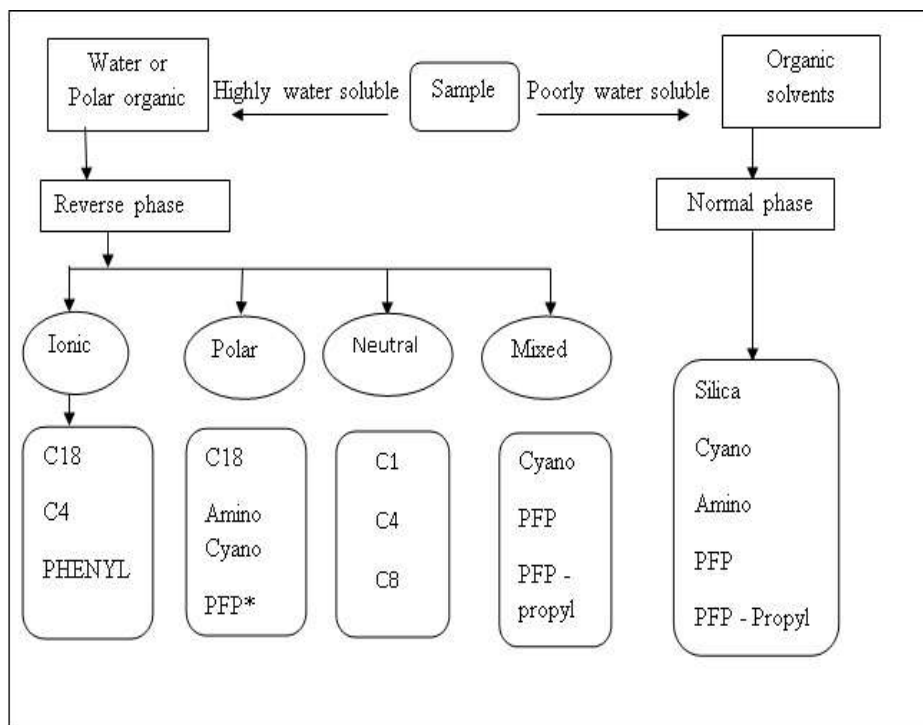 Water or
Polar organic
Highly water soluble
Sample
Poorly water soluble
Organic
solvents
Reverse phase
Normal phase
Ionic
Polar
Neutral
Mixed
C18
C4
PHENYL
C18
Amino
Cyano
PFP*
C1
C4
C8
Cyano
PFP
PFP -
propyl
Silica
Cyano
Amino
PFP
PFP - Propyl